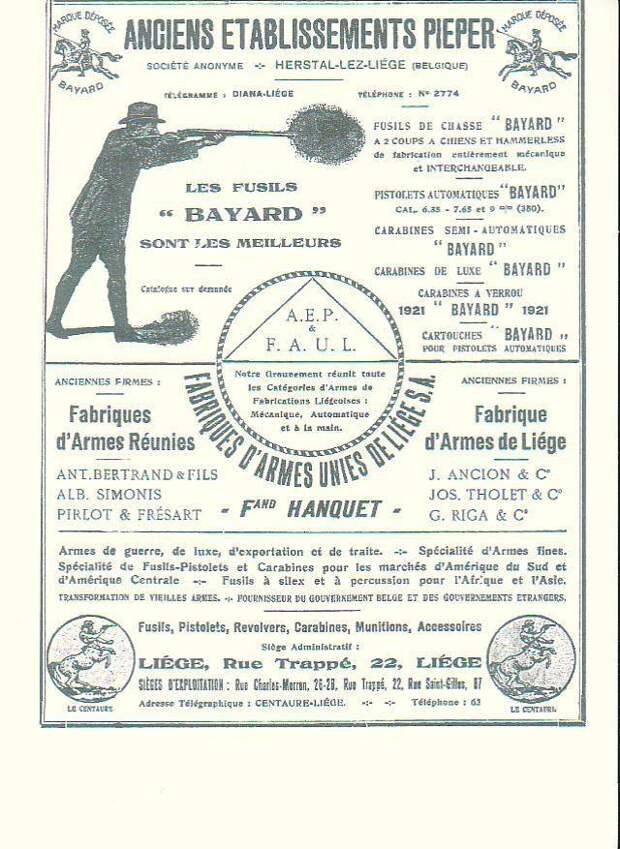 MARQUE DÉPOSÉE
BAYARD
ANCIENS ETABLISSEMENTS PIEPER
MARQUE DÉPOSÉE
BAYARD
SOCIÉTÉ ANONYME -:- HERSTAL-LEZ-LIÉGE (BELGIQUE)
TÉLÉGRAMME : DIANA-LIÉGE
TÉLÉPHONE : Nº 2774
LES FUSILS
" BAYARD "
SONT LES MEILLEURS
Catalogue sur demande
FUSILS DE CHASSE " BAYARD "
A 2 COUPS A CHIENS ET HAMMERLESS
de fabrication entièrement mécanique
et INTERCHANGEABLE.
PISTOLETS AUTOMATIQUES "BAYARD"
CAL. 6.35 - 7.65 et 9 m/m (380).
CARABINES SEMI-AUTOMATIQUES
"BAYARD"
CARABINES DE LUXE "BAYARD"
CARABINES A VERROU
1921 "BAYARD" 1921
CARTOUCHES "BAYARD"
POUR PISTOLETS AUTOMATIQUES
A.E.P.
&
F. A. U. L.
Notre Groupement réunit toute
les Catégories d'Armes de
Fabrications Liégeoises :
Mécanique, Automatique
et à la main.
FABRIQUES D'ARMES UNIES DE LIÉGE S.A.
- FAND HANQUET -
ANCIENNES FIRMES :
Fabriques
d'Armes Réunies
ANT. BERTRAND & FILS
ALB. SIMONIS
PIRLOT & FRÉSART
ANCIENNES FIRMES :
Fabrique
d'Armes de Liége
J. ANCION & Cº
JOS. THOLET & Cº
G. RIGA & Cº
Armes de guerre, de luxe, d'exportation et de traite. -:- Spécialité d'Armes fines.
Spécialité de Fusils-Pistolets et Carabines pour les marchés d'Amérique du Sud et
d'Amérique Centrale -:- Fusils à silex et à percussion pour l'Afrique et l'Asie.
TRANSFORMATION DE VIEILLES ARMES. -:- FOURNISSEUR DU GOUVERNEMENT BELGE ET DES GOUVERNEMENTS ETRANGERS.
Fusils, Pistolets, Revolvers, Carabines, Munitions, Accessoires
Siège Administratif :
LIÉGE, Rue Trappé, 22, LIÉGE
SIÈGES D'EXPLOITATION : Rue Charles-Morren, 26-28, Rue Trappé, 22, Rue Saint-Gilles, 87
Adresse Télégraphique : CENTAURE-LIÉGE. -:- -:- Téléphone : 63
LE CENTAURE
LE CENTAURE